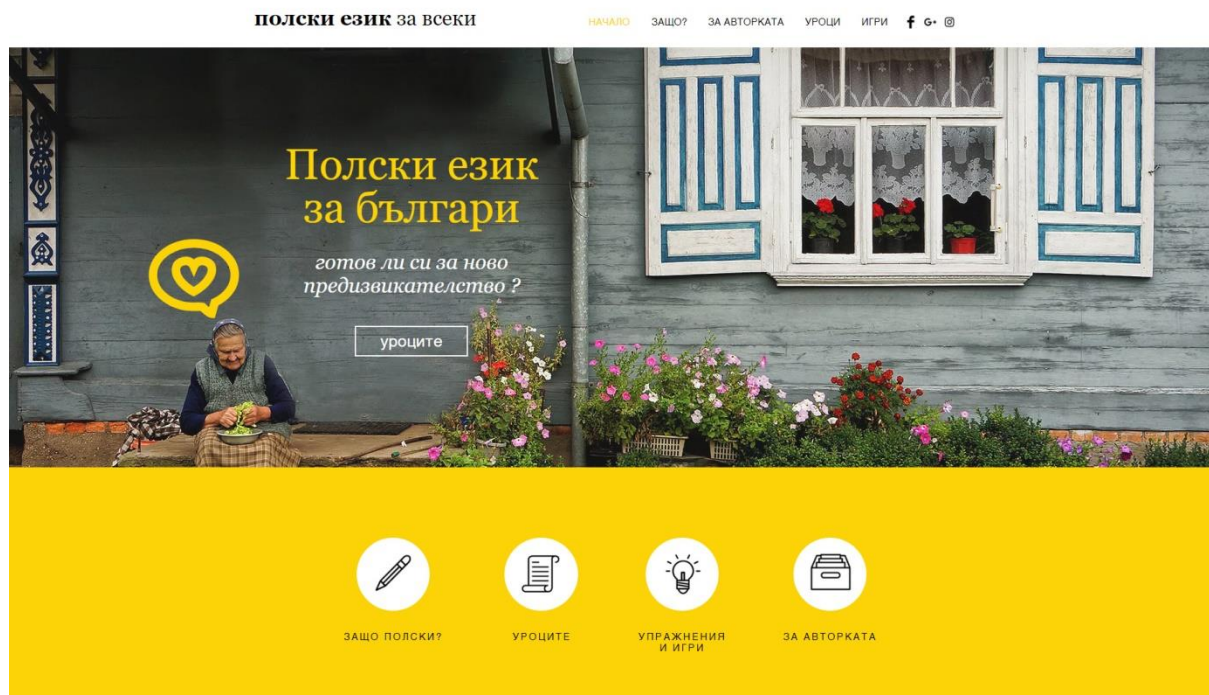 полски език за всеки
НАЧАЛО ЗАЩО? ЗА АВТОРКАТА УРОЦИ ИГРИ f G+
Полски език
за българи
готов ли си за ново
предизвикателство ?
уроците
ЗАЩО ПОЛСКИ? УРОЦИТЕ УПРАЖНЕНИЯ
И ИГРИ
ЗА АВТОРКАТА